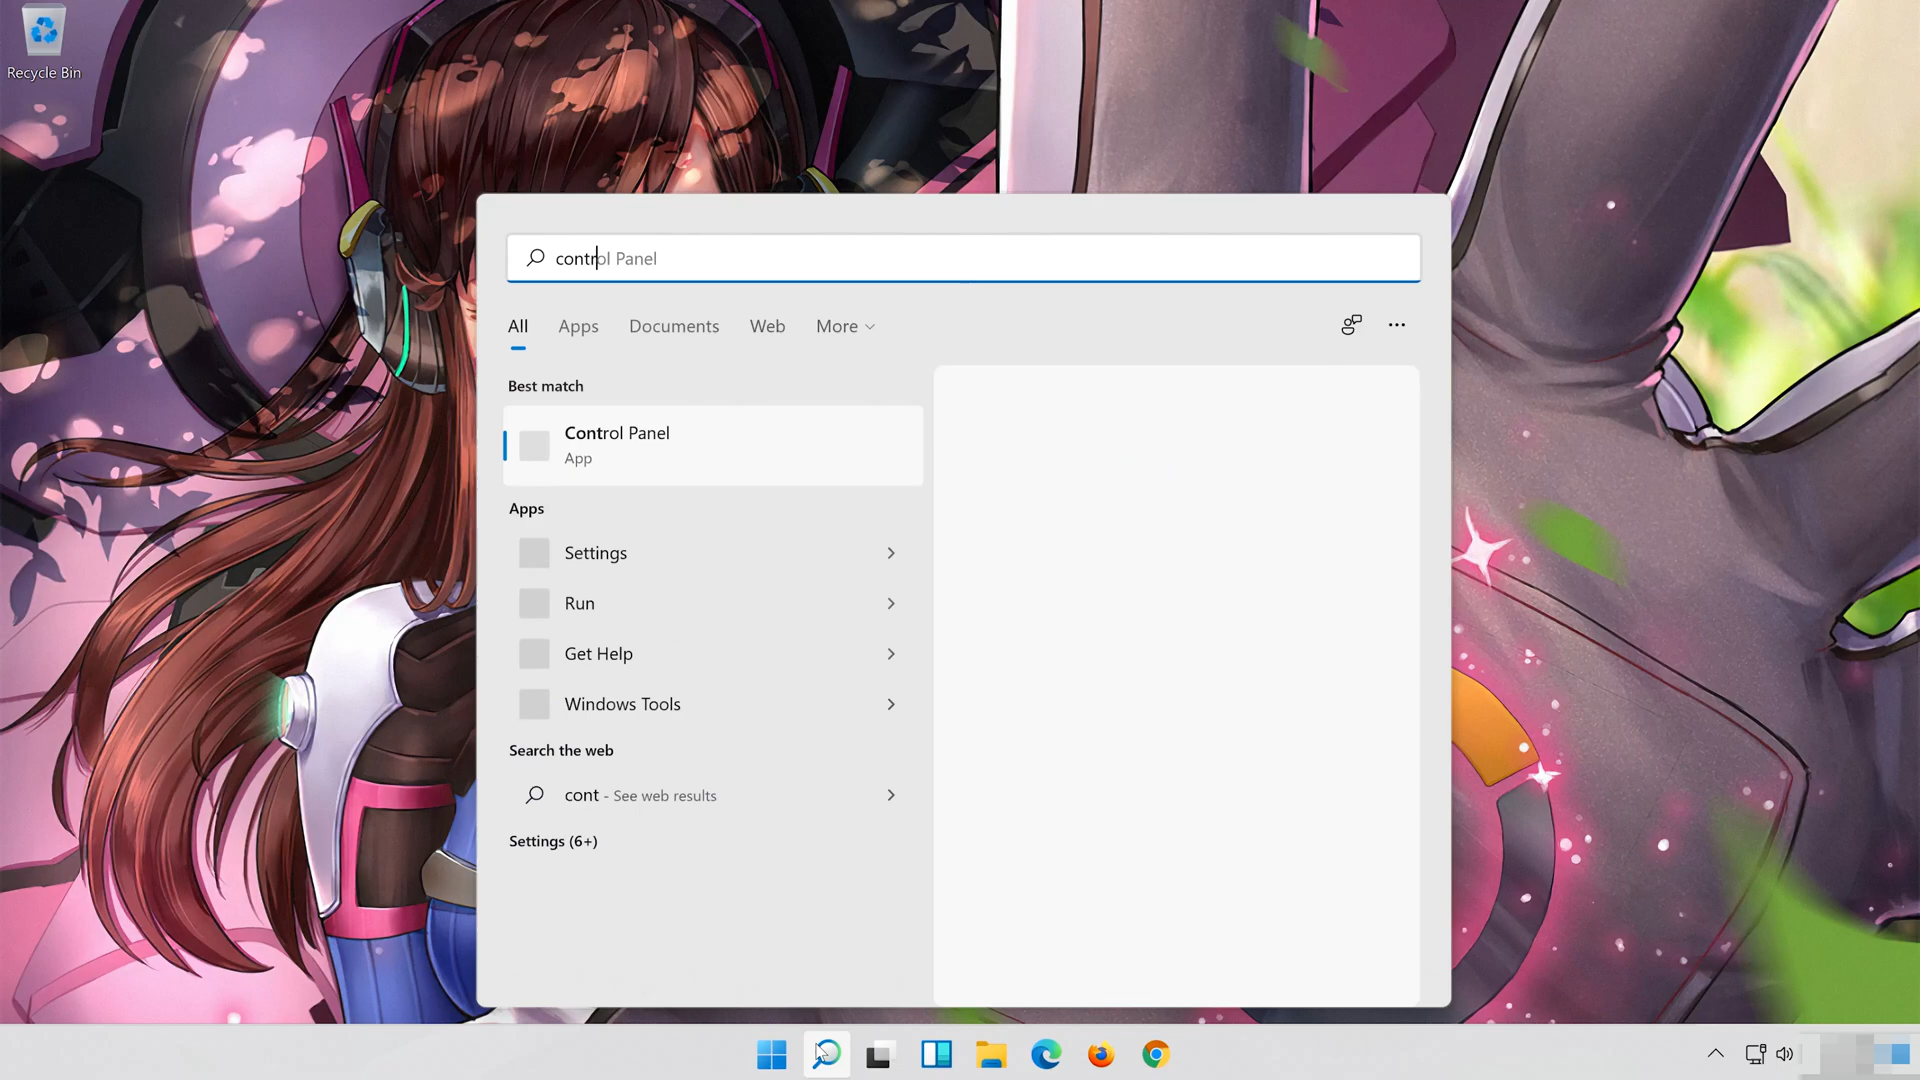 Recycle Bin
control Panel
All Apps Documents Web More
Best match
Control Panel
App
Apps
Settings
Run
Get Help
Windows Tools
Search the web
cont - See web results
Settings (6+)